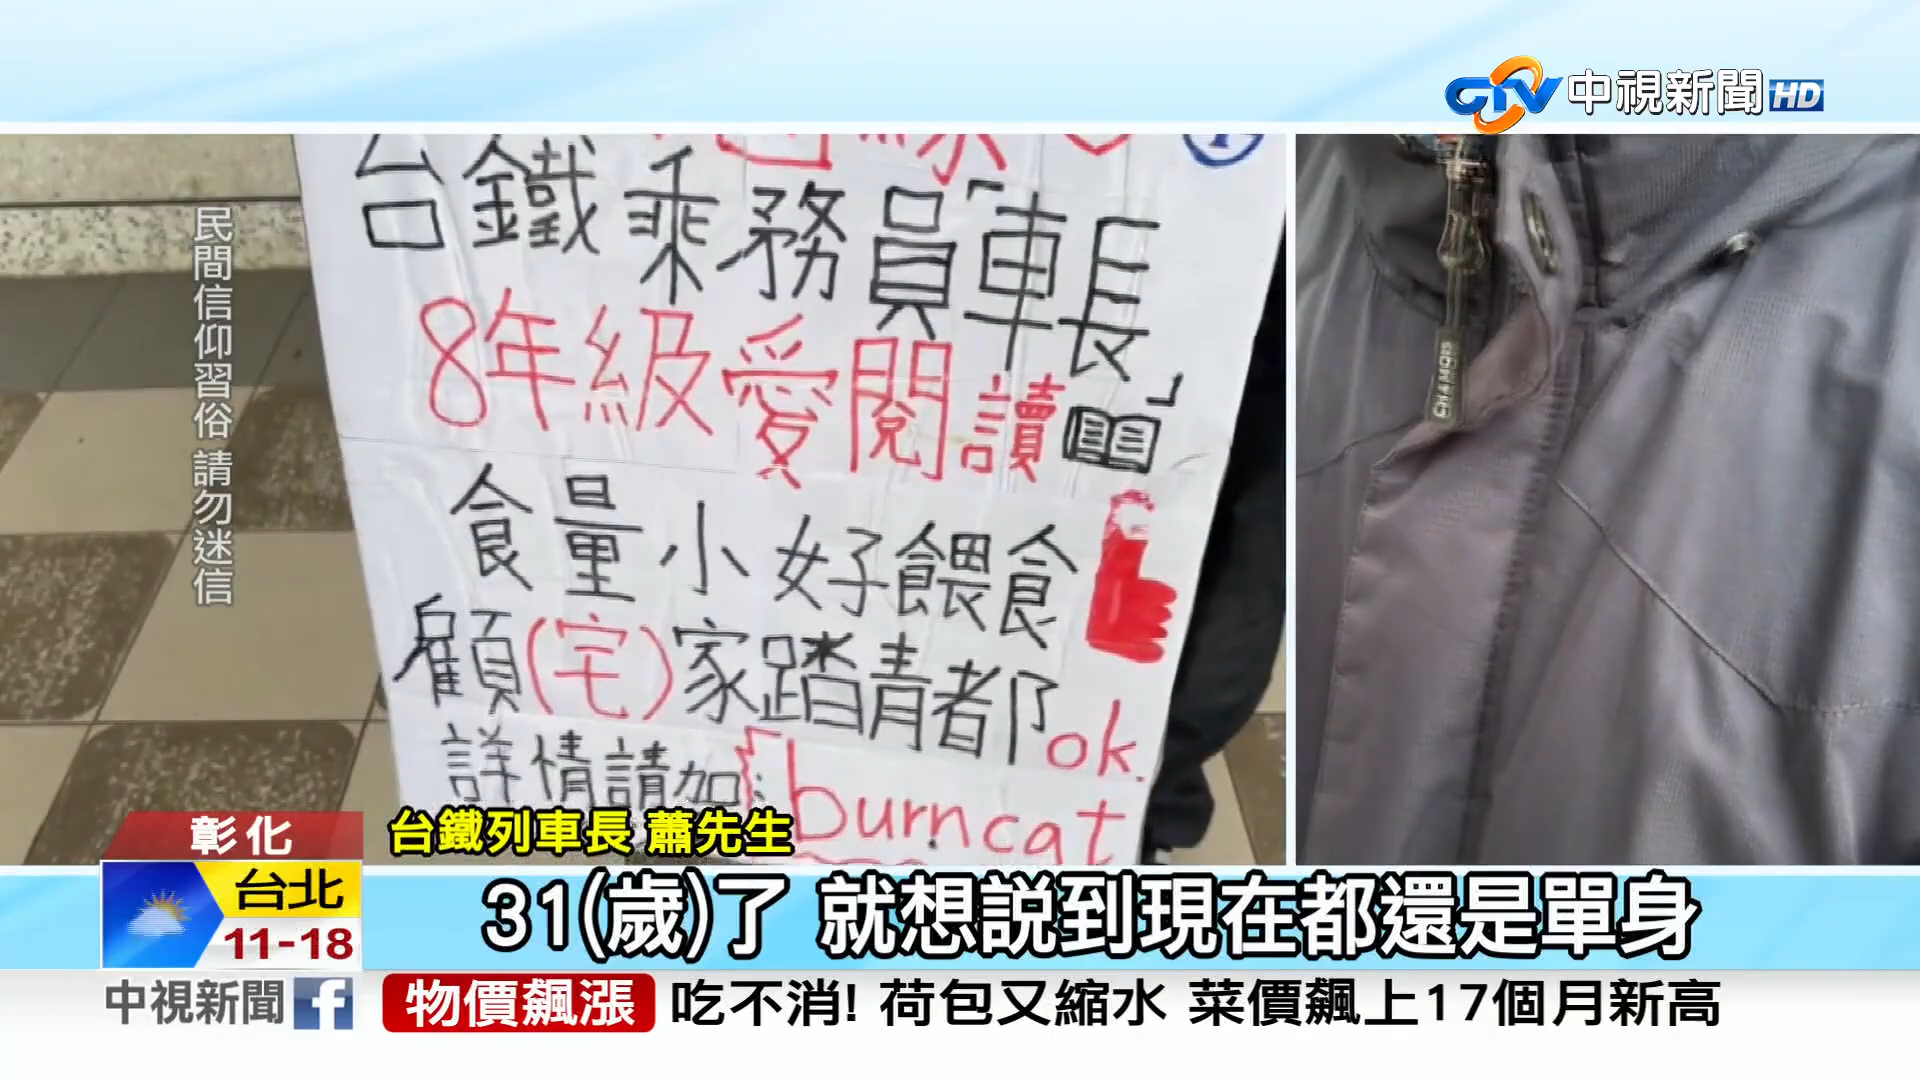 CTV 中視新聞 HD
民間信仰習俗 請勿迷信
台鐵乘務員「車長」
8年級愛閱讀
食量小好餵食
顧(宅)家踏青都ok.
詳情請加:burncat
CHAMOIS
彰化
台鐵列車長 蕭先生
台北
11-18
31(歲)了 就想説到現在都還是單身
中視新聞 f
物價飆漲 吃不消! 荷包又縮水 菜價飆上17個月新高